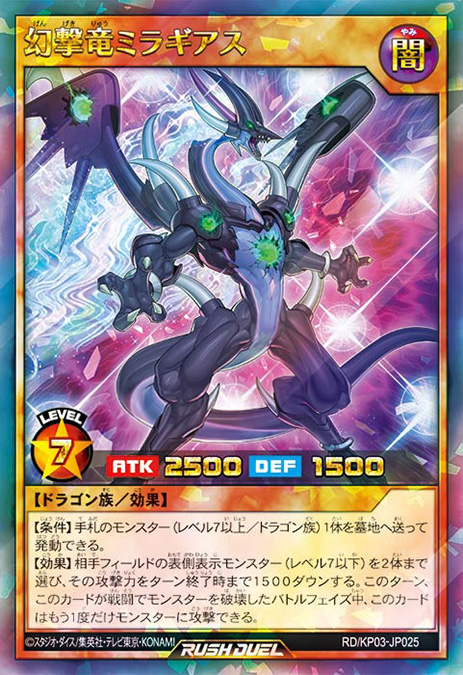 幻撃竜ミラギアス
げん げき りゅう
闇
やみ
LEVEL
7
ATK 2500 DEF 1500
【ドラゴン族/効果】
【条件】手札のモンスター(レベル7以上/ドラゴン族)1体を墓地へ送って
発動できる。
【効果】相手フィールドの表側表示モンスター(レベル7以下)を2体まで
選び、その攻撃力をターン終了時まで1500ダウンする。このターン、
このカードが戦闘でモンスターを破壊したバトルフェイズ中、このカード
はもう1度だけモンスターに攻撃できる。
©スタジオ・ダイス/集英社・テレビ東京・KONAMI
RUSH DUEL
RD/KP03-JP025